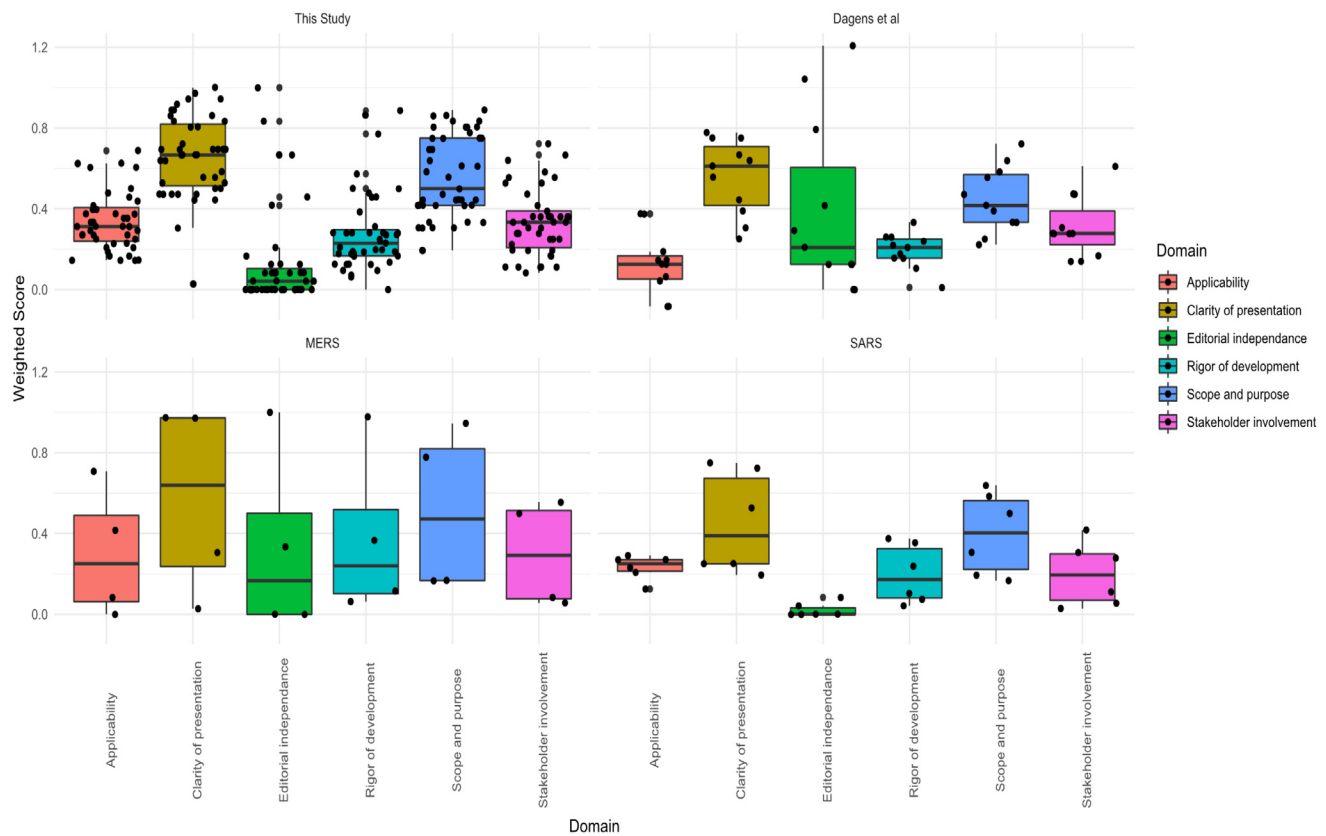 This Study
Dagens et al
1.2
0.8
0.4
0.0
MERS
SARS
1.2
0.8
0.4
0.0
Weighted Score
Applicability
Clarity of presentation
Editorial independance
Rigor of development
Scope and purpose
Stakeholder involvement
Applicability
Clarity of presentation
Editorial independance
Rigor of development
Scope and purpose
Stakeholder involvement
Domain
Domain
Applicability
Clarity of presentation
Editorial independence
Rigor of development
Scope and purpose
Stakeholder involvement